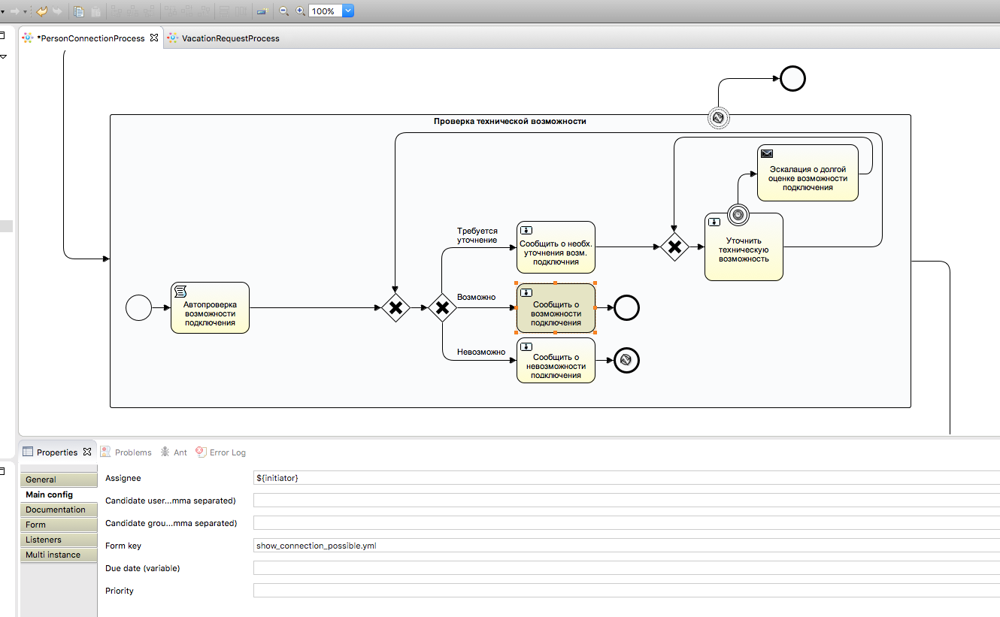 100%
*PersonConnectionProcess
VacationRequestProcess
Проверка технической возможности
Эскалация о долгой
оценке возможности
подключения
Требуется
уточнение
Сообщить о необх.
уточнения возм.
подключния
Уточнить
техническую
возможность
Автопроверка
возможности
подключения
Возможно
Сообщить о
возможности
подключения
Невозможно
Сообщить о
невозможности
подключения
Properties
Problems
Ant
Error Log
General
Main config
Documentation
Form
Listeners
Multi instance
Assignee
${initiator}
Candidate user...mma separated)
Candidate grou...mma separated)
Form key
show_connection_possible.yml
Due date (variable)
Priority